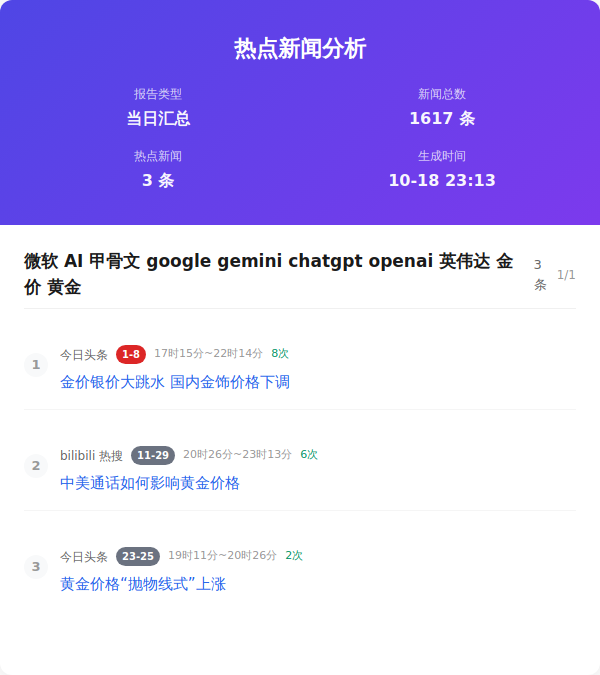 热点新闻分析
报告类型
新闻总数
当日汇总
1617 条
热点新闻
生成时间
3 条
10-18 23:13
微软 AI 甲骨文 google gemini chatgpt openai 英伟达 金
价 黄金
3
条
1/1
1
今日头条 1-8 17时15分~22时14分 8次
金价银价大跳水 国内金饰价格下调
2
bilibili 热搜 11-29 20时26分~23时13分 6次
中美通话如何影响黄金价格
3
今日头条 23-25 19时11分~20时26分 2次
黄金价格“抛物线式”上涨